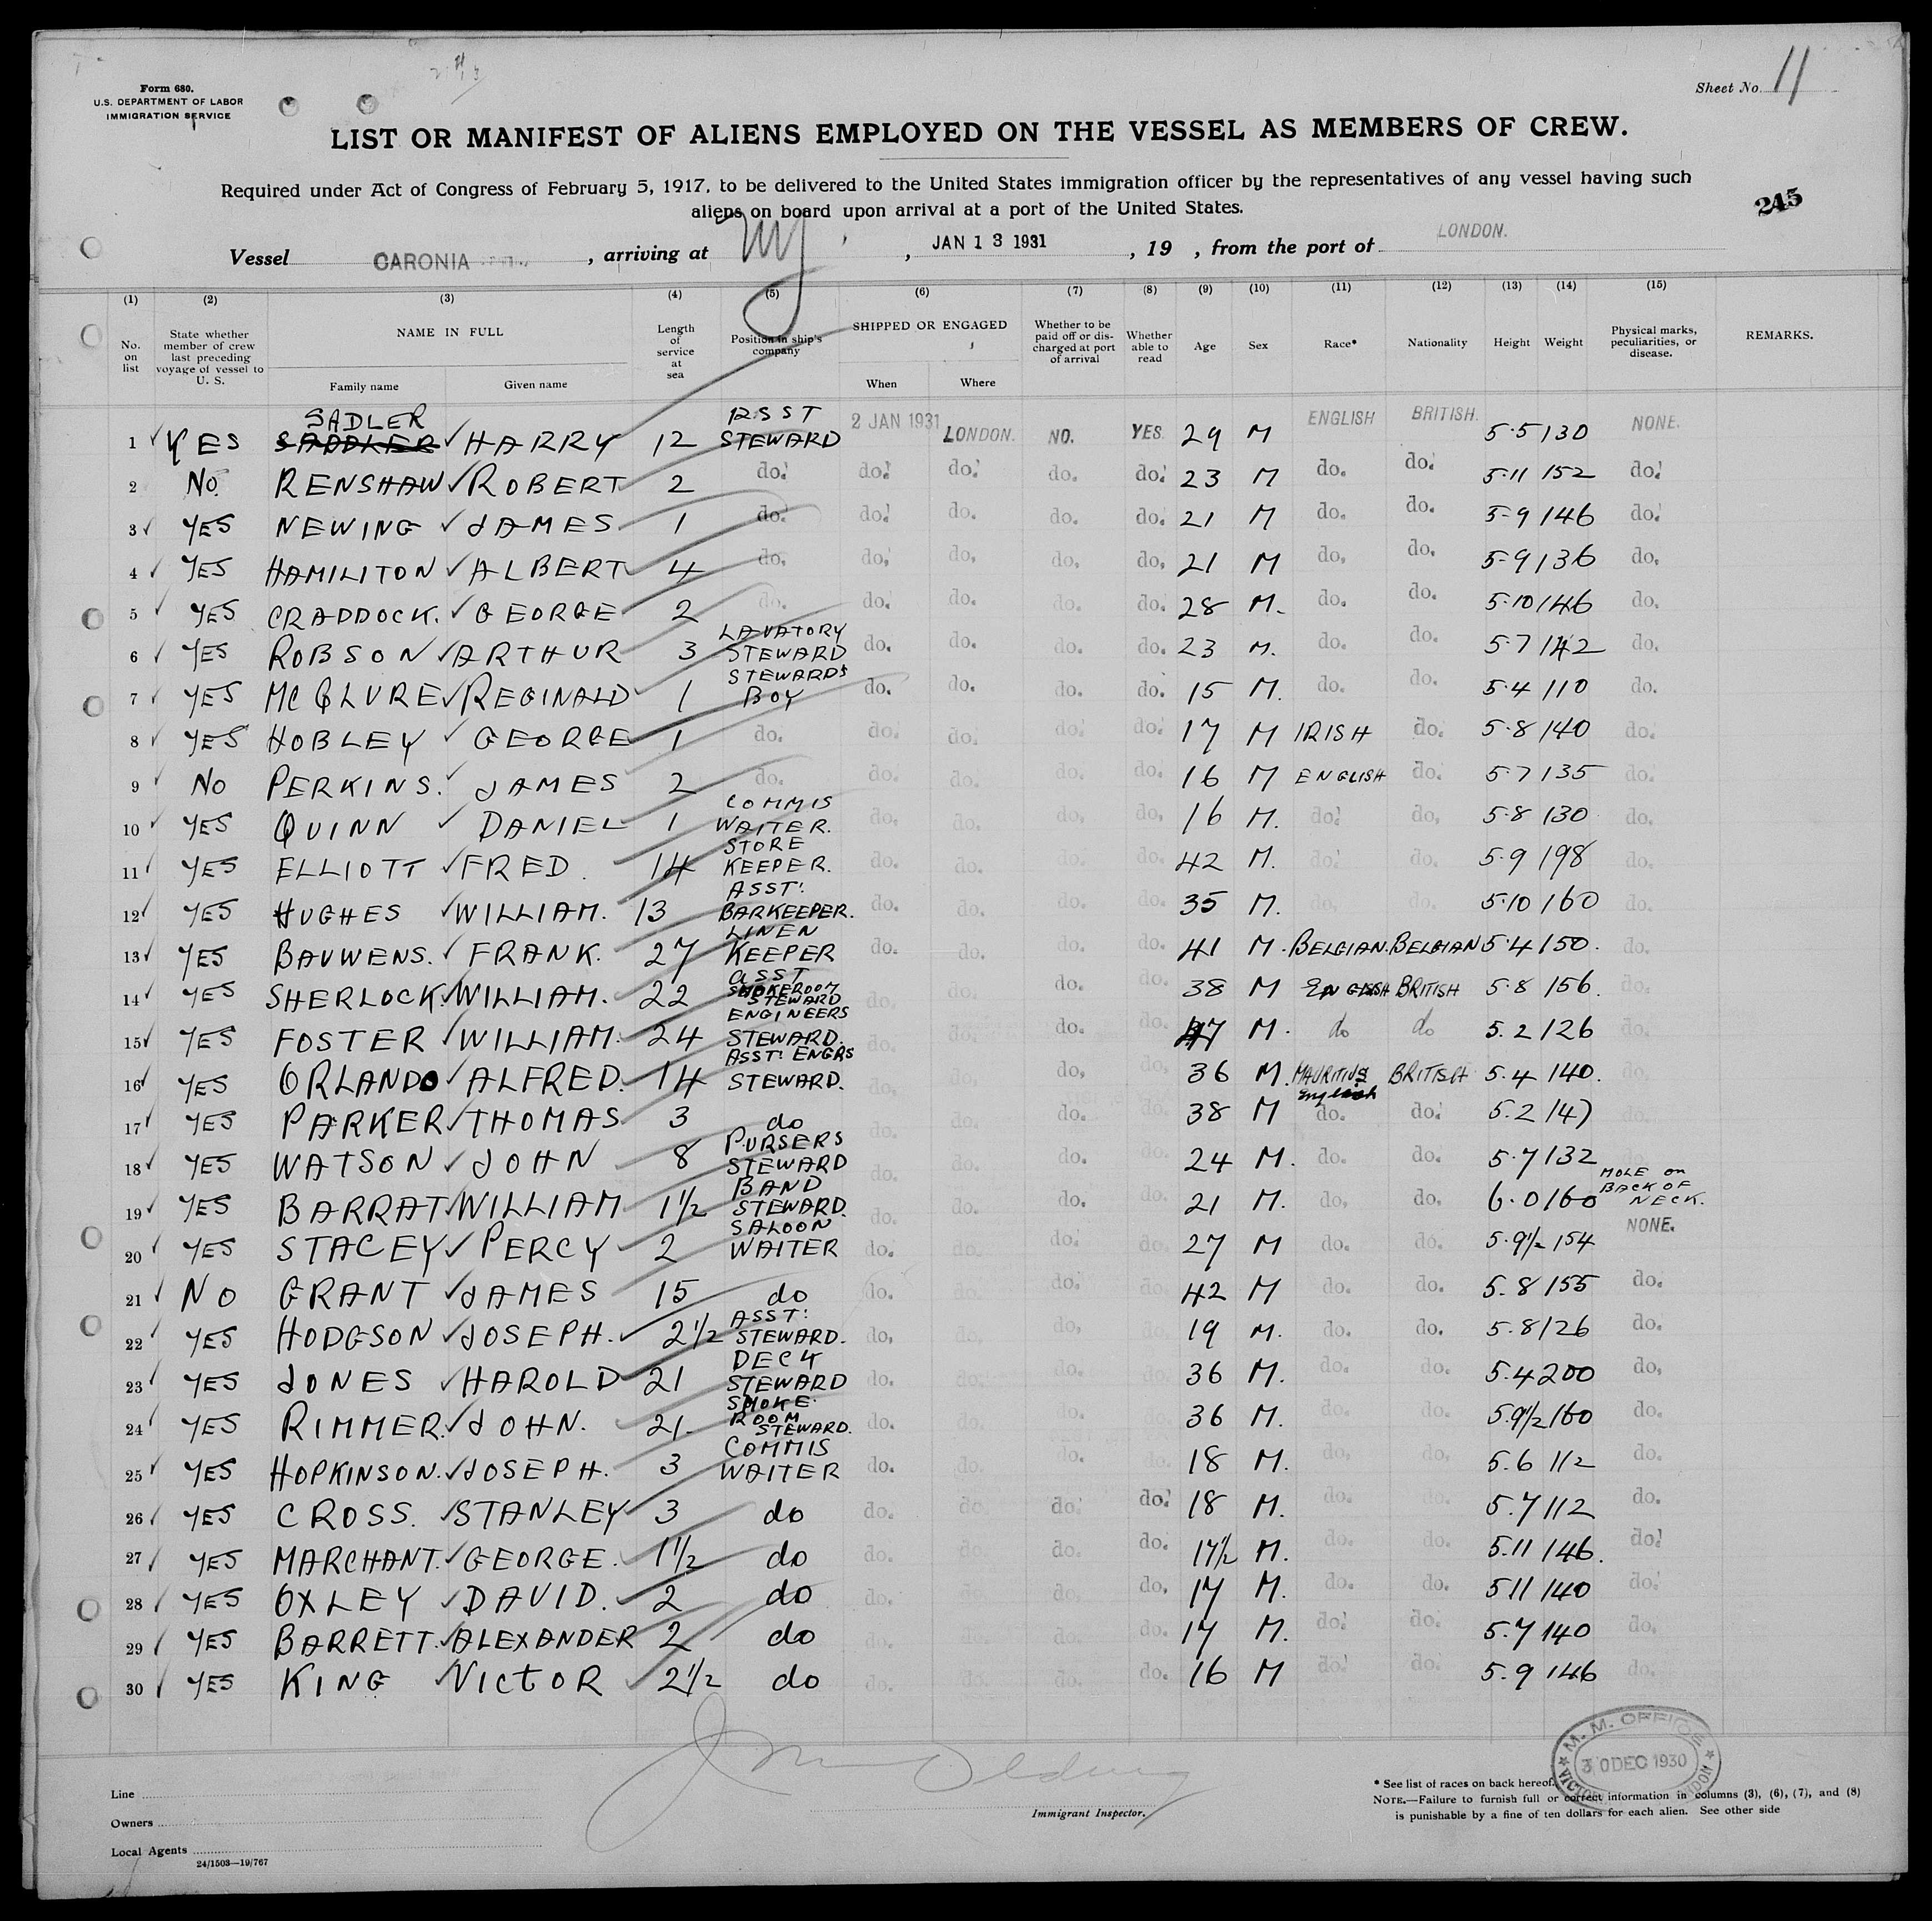 Form 680.
U.S. DEPARTMENT OF LABOR
IMMIGRATION SERVICE
Sheet No. 11
LIST OR MANIFEST OF ALIENS EMPLOYED ON THE VESSEL AS MEMBERS OF CREW.
Required under Act of Congress of February 5, 1917, to be delivered to the United States immigration officer by the representatives of any vessel having such
aliens on board upon arrival at a port of the United States.
245
Vessel CARONIA , arriving at NY , JAN 13 1931 , 19 , from the port of LONDON.
(1) (2) (3) (4) (5) (6) (7) (8) (9) (10) (11) (12) (13) (14) (15)
No. on list State whether member of crew last preceding voyage of vessel to U. S. NAME IN FULL Family name Given name Length of service at sea Position in ship's company SHIPPED OR ENGAGED When Where Whether to be paid off or discharged at port of arrival Whether able to read Age Sex Race* Nationality Height Weight Physical marks, peculiarities, or disease. REMARKS.
1 YES SADLER SADDLER HARRY 12 ASST STEWARD 2 JAN 1931 LONDON. NO. YES 29 M ENGLISH BRITISH. 5.5 130 NONE.
2 NO. RENSHAW ROBERT 2 do. do. do. do. do. 23 M do. do. 5.11 152 do.
3 YES NEWING JAMES 1 do. do. do. do. do. 21 M do. do. 5-9 146 do.
4 YES HAMILITON ALBERT 4 do. do. do. do. do. 21 M do. do. 5-9 136 do.
5 YES CRADDOCK. GEORGE 2 do. do. do. do. do. 28 M. do. do. 5.10 146 do.
6 YES ROBSON ARTHUR 3 LAVATORY STEWARD do. do. do. do. 23 M. do. do. 5.7 142 do.
7 YES MCCLURE REGINALD 1 STEWARDS BOY do. do. do. do. 15 M. do. do. 5.4 110 do.
8 YES HOBLEY GEORGE 1 do. do. do. do. do. 17 M IRISH do. 5.8 140 do.
9 NO PERKINS. JAMES 2 do. do. do. do. do. 16 M ENGLISH do. 5.7 135 do.
10 YES QUINN DANIEL 1 COMMIS WAITER. do. do. do. do. 16 M. do. do. 5.8 130 do.
11 YES ELLIOTT FRED. 14 STORE KEEPER. do. do. do. do. 42 M. do. do. 5.9 198 do.
12 YES HUGHES WILLIAM. 13 ASST. BARKEEPER. do. do. do. do. 35 M. do. do. 5.10 160 do.
13 YES BAUWENS. FRANK. 27 LINEN KEEPER do. do. do. do. 41 M. BELGIAN. BELGIAN 5.4 150. do.
14 YES SHERLOCK. WILLIAM. 22 ASST SMOKEROOM STEWARD do. do. do. do. 38 M ENGLISH BRITISH 5.8 156. do.
15 YES FOSTER WILLIAM. 24 ENGINEERS STEWARD. do. do. do. do. 47 M. do do 5.2 126 do.
16 YES ORLANDO ALFRED. 14 ASST. ENGRS STEWARD. do. do. do. do. 36 M. MAURITIUS BRITISH 5.4 140. do.
17 YES PARKER THOMAS 3 do do. do. do. do. 38 M English do. do. 5.2 147 do.
18 YES WATSON JOHN 8 PURSERS STEWARD do. do. do. do. 24 M. do. do. 5.7 132
19 YES BARRAT WILLIAM 1½ BAND STEWARD. do. do. do. do. 21 M. do. do. 6.0 160 MOLE on BACK OF NECK.
20 YES STACEY PERCY 2 SALOON WAITER do. do. do. do. 27 M do. do. 5.9½ 154 NONE.
21 NO GRANT JAMES 15 do do. do. do. do. 42 M do. do. 5.8 155 do.
22 YES HODGSON JOSEPH. 2½ ASST. STEWARD. do. do. do. do. 19 M. do. do. 5.8 126 do.
23 YES JONES HAROLD 21 DECK STEWARD do. do. do. do. 36 M. do. do. 5.4 200 do.
24 YES RIMMER. JOHN. 21. SMOKE. ROOM STEWARD. do. do. do. do. 36 M. do. do. 5.9½ 160 do.
25 YES HOPKINSON. JOSEPH. 3 COMMIS WAITER do. do. do. do. 18 M. do. do. 5.6 112 do.
26 YES CROSS. STANLEY 3 do do. do. do. do. 18 M. do. do. 5.7 112 do.
27 YES MARCHANT. GEORGE. 1½ do do. do. do. do. 17½ M. do. do. 5.11 146. do.
28 YES OXLEY DAVID. 2 do do. do. do. do. 17 M. do. do. 5 11 140 do.
29 YES BARRETT. ALEXANDER 2 do do. do. do. do. 17 M. do. do. 5.7 140 do.
30 YES KING VICTOR 2½ do do. do. do. do. 16 M do. do. 5.9 146 do.
M. M. OFFICE
30 DEC 1930
Line
Owners
Local Agents
24/1503—19/767
Immigrant Inspector.
* See list of races on back hereof.
NOTE.—Failure to furnish full or correct information in columns (3), (6), (7), and (8)
is punishable by a fine of ten dollars for each alien. See other side